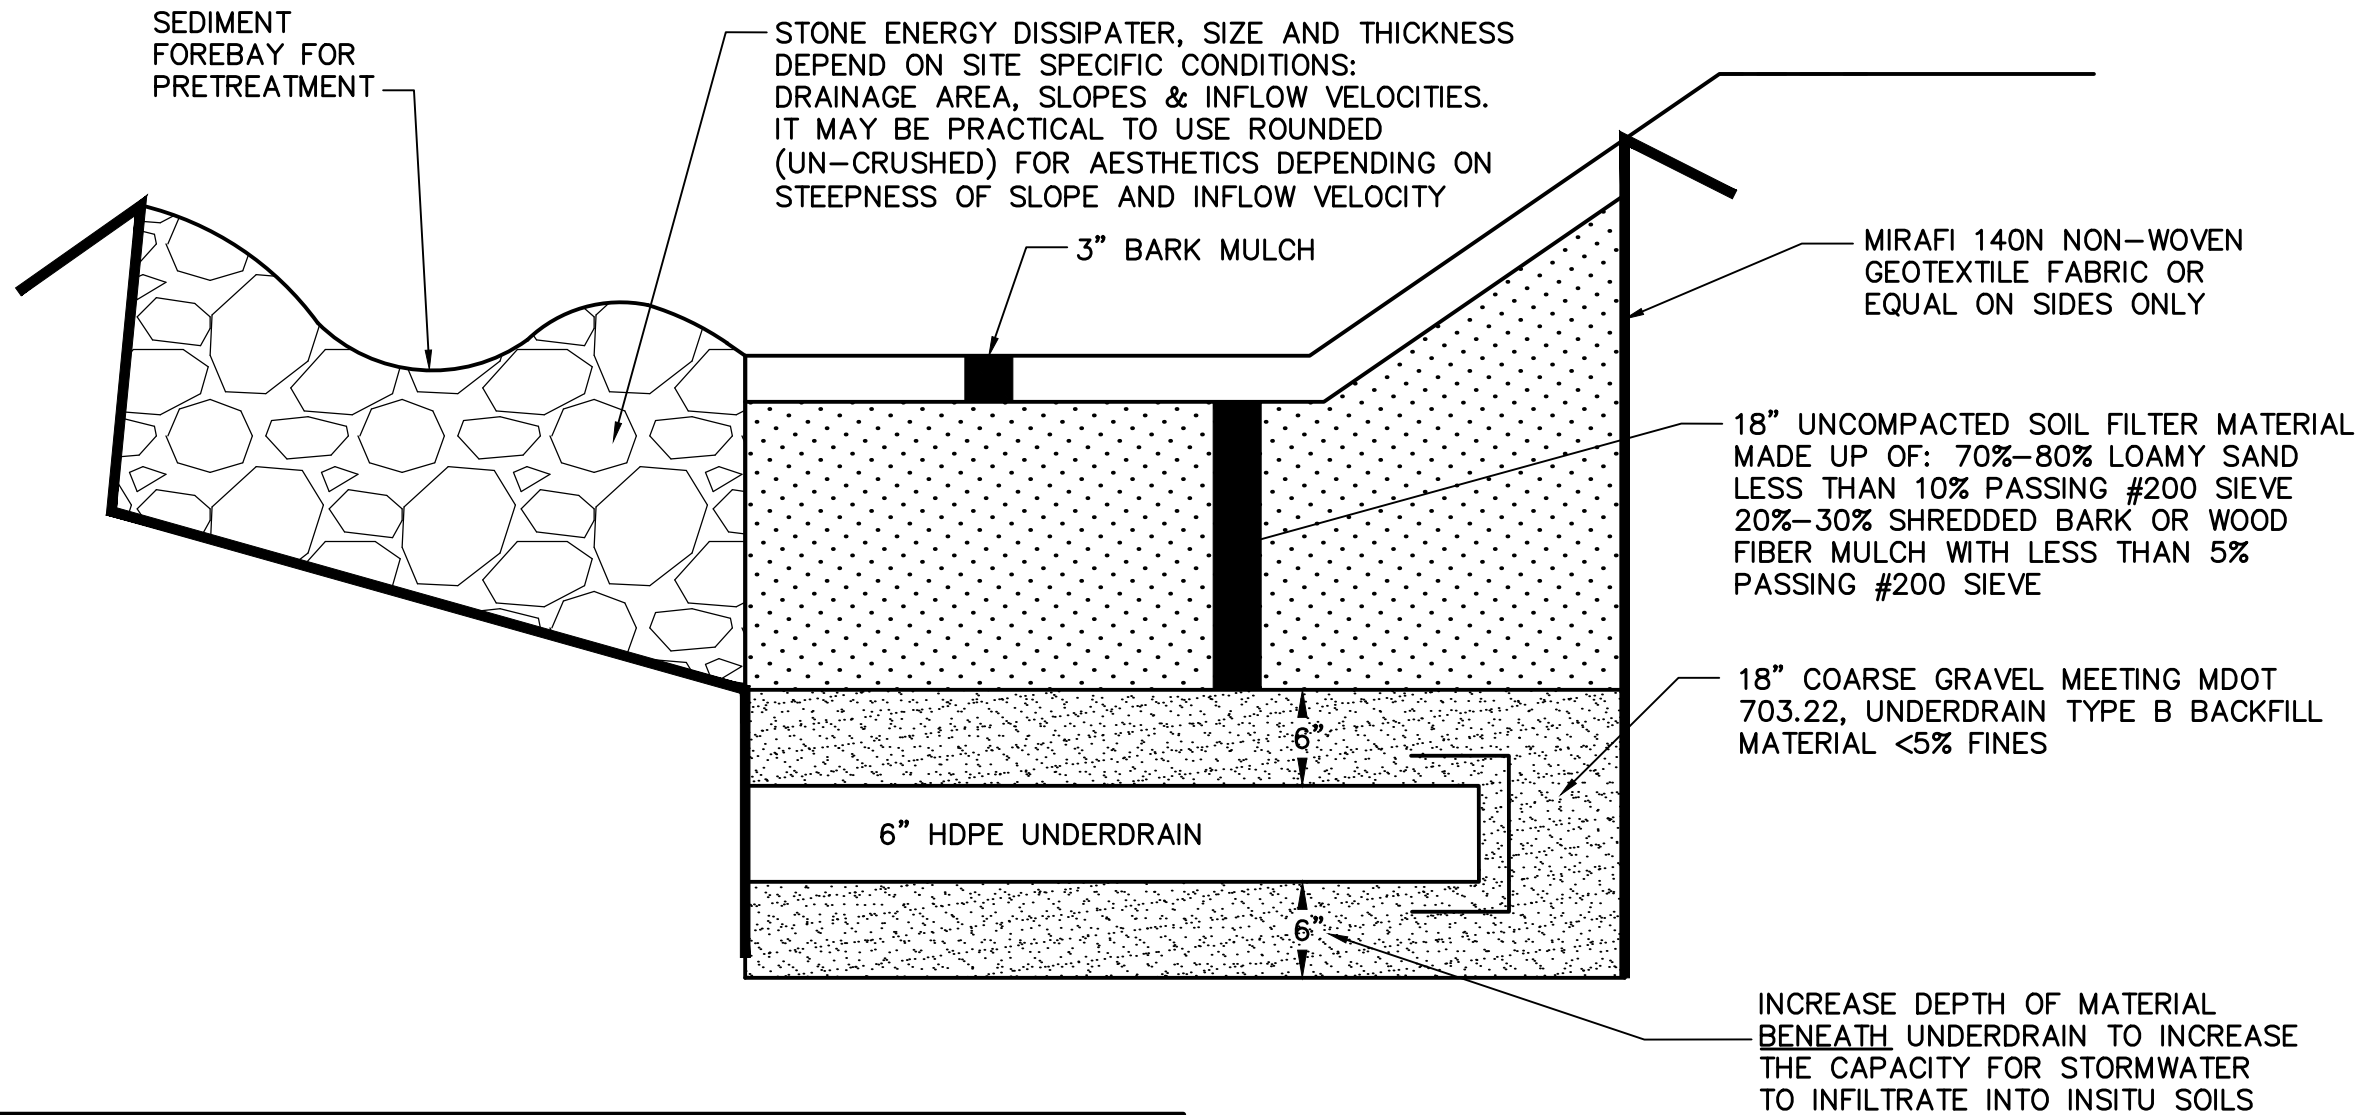 SEDIMENT
FOREBAY FOR
PRETREATMENT
STONE ENERGY DISSIPATER, SIZE AND THICKNESS
DEPEND ON SITE SPECIFIC CONDITIONS:
DRAINAGE AREA, SLOPES & INFLOW VELOCITIES.
IT MAY BE PRACTICAL TO USE ROUNDED
(UN-CRUSHED) FOR AESTHETICS DEPENDING ON
STEEPNESS OF SLOPE AND INFLOW VELOCITY
3" BARK MULCH
MIRAFI 140N NON-WOVEN
GEOTEXTILE FABRIC OR
EQUAL ON SIDES ONLY
18" UNCOMPACTED SOIL FILTER MATERIAL
MADE UP OF: 70%-80% LOAMY SAND
LESS THAN 10% PASSING #200 SIEVE
20%-30% SHREDDED BARK OR WOOD
FIBER MULCH WITH LESS THAN 5%
PASSING #200 SIEVE
18" COARSE GRAVEL MEETING MDOT
703.22, UNDERDRAIN TYPE B BACKFILL
MATERIAL <5% FINES
6"
6" HDPE UNDERDRAIN
6"
INCREASE DEPTH OF MATERIAL
BENEATH UNDERDRAIN TO INCREASE
THE CAPACITY FOR STORMWATER
TO INFILTRATE INTO INSITU SOILS